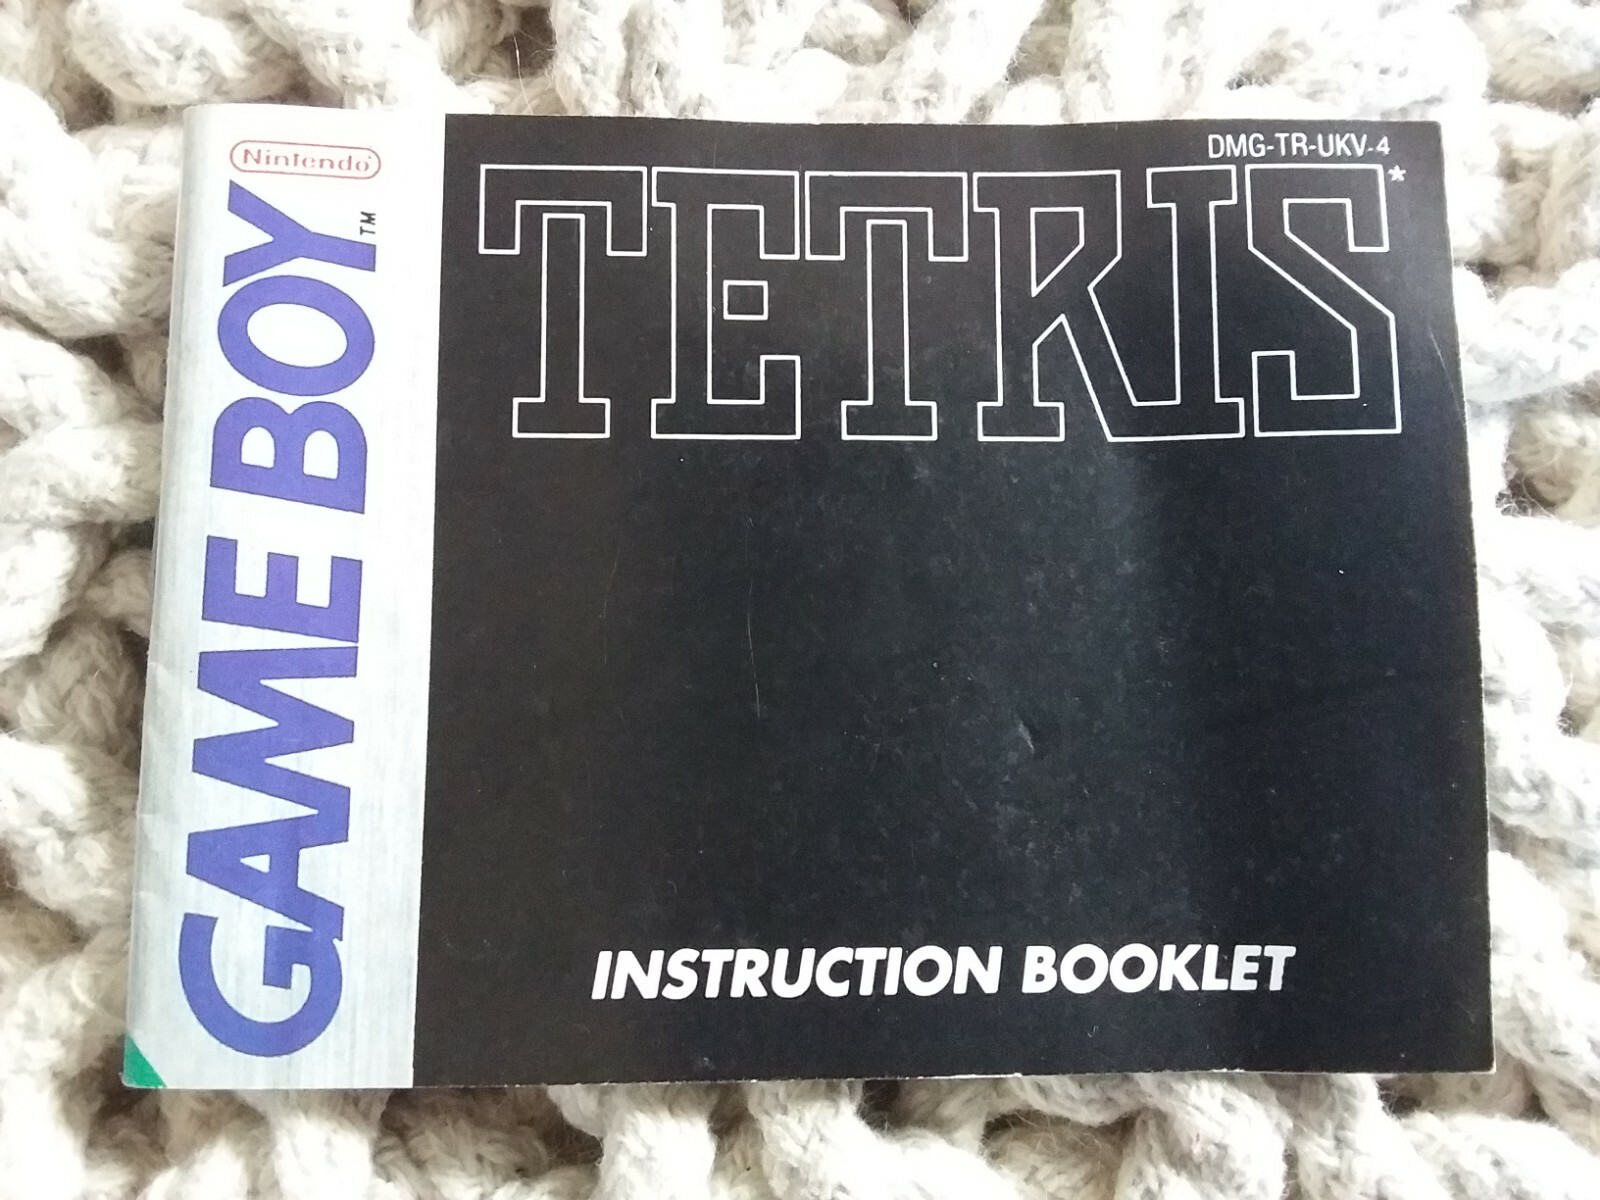 Nintendo®
GAME BOY™
DMG-TR-UKV-4
TETRIS*
INSTRUCTION BOOKLET